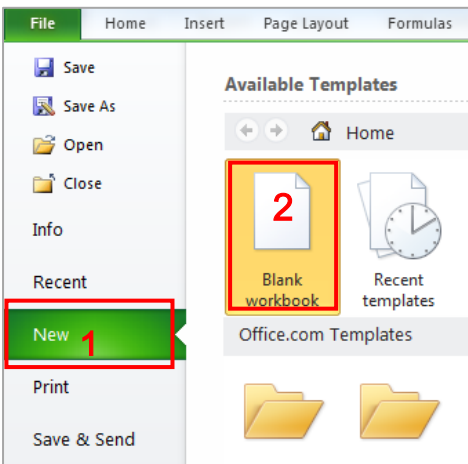 File Home Insert Page Layout Formulas
Save
Save As
Open
Close
Info
Recent
New 1
Print
Save & Send
Available Templates
Home
2
Blank workbook
Recent templates
Office.com Templates